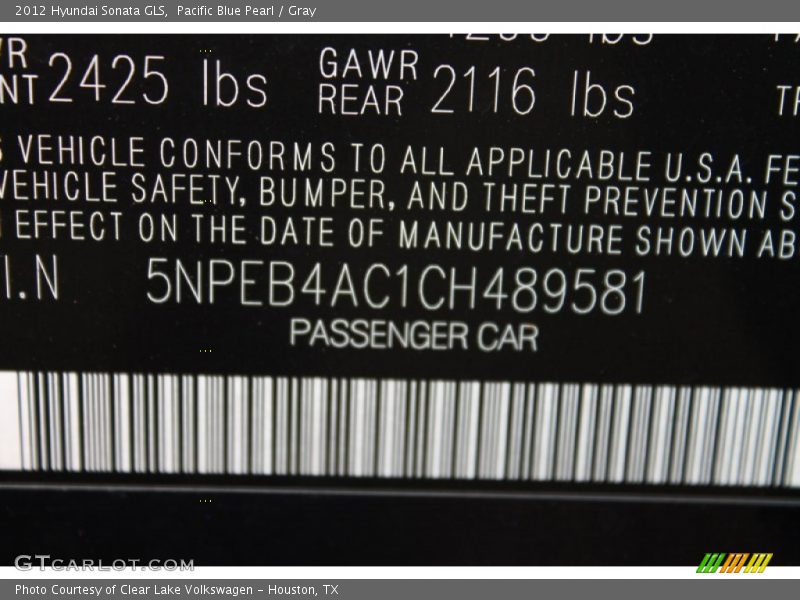 2012 Hyundai Sonata GLS, Pacific Blue Pearl / Gray
2425 lbs GAWR REAR 2116 lbs
VEHICLE CONFORMS TO ALL APPLICABLE U.S.A. FE
VEHICLE SAFETY, BUMPER, AND THEFT PREVENTION S
EFFECT ON THE DATE OF MANUFACTURE SHOWN AB
I.N 5NPEB4AC1CH489581
PASSENGER CAR
GTCARLOT.COM
Photo Courtesy of Clear Lake Volkswagen – Houston, TX